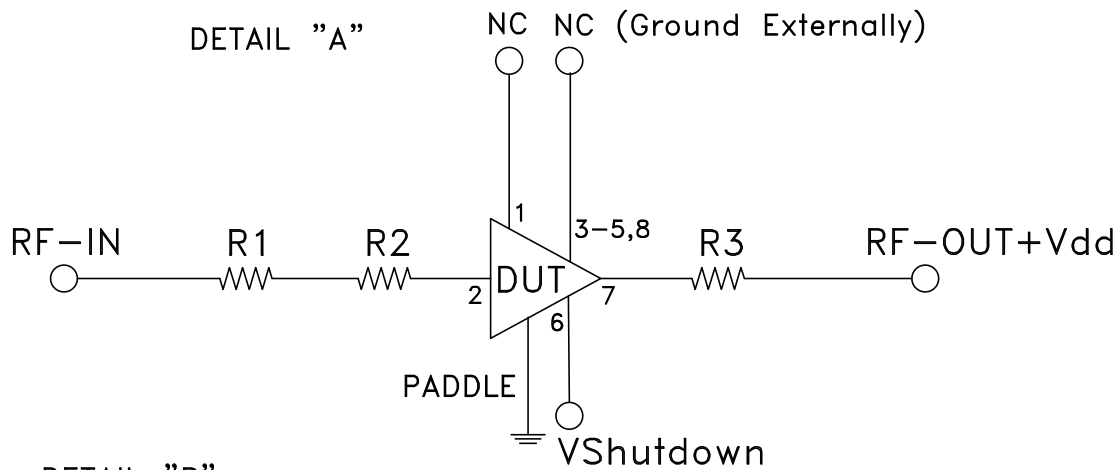 DETAIL "A"
NC NC (Ground Externally)
1
3-5,8
RF-IN R1 R2 R3 RF-OUT+Vdd
2 DUT 7
6
PADDLE
VShutdown